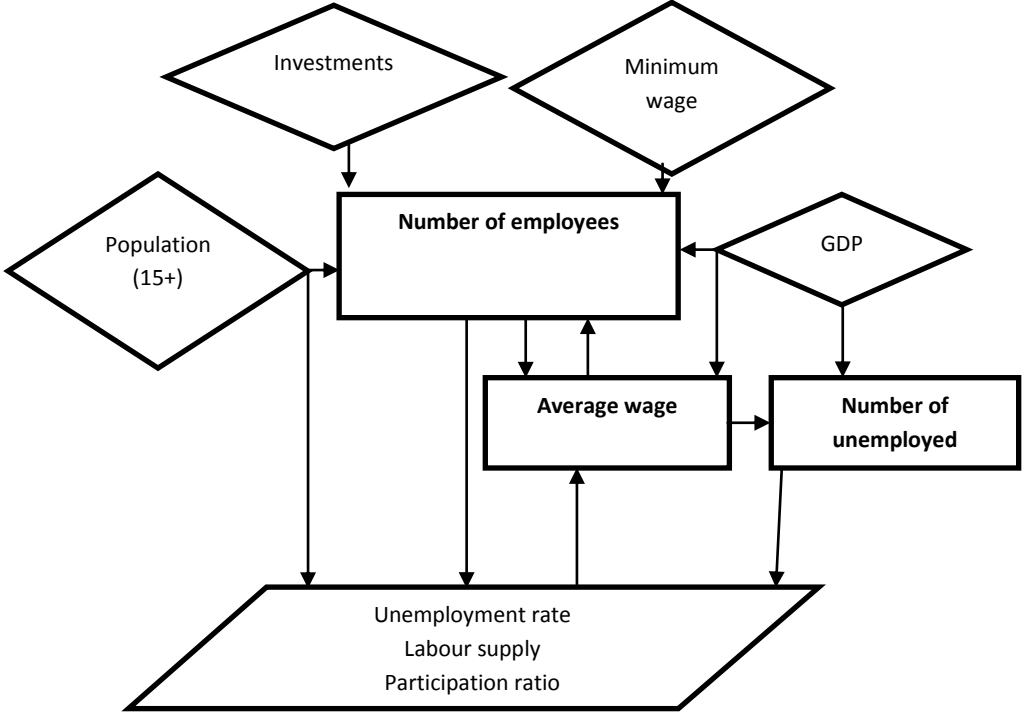 Investments
Minimum
wage
Number of employees
Population
(15+)
GDP
Average wage
Number of
unemployed
Unemployment rate
Labour supply
Participation ratio